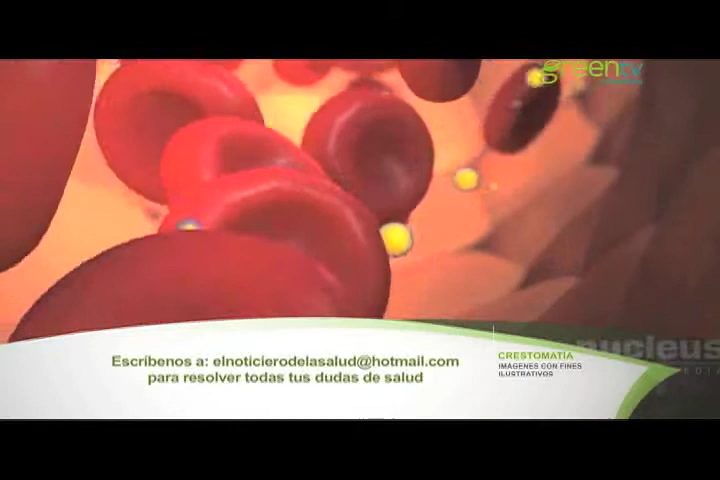 greentv
nucleus
Escríbenos a: elnoticierodelasalud@hotmail.com
para resolver todas tus dudas de salud
CRESTOMATÍA
IMÁGENES CON FINES
ILUSTRATIVOS